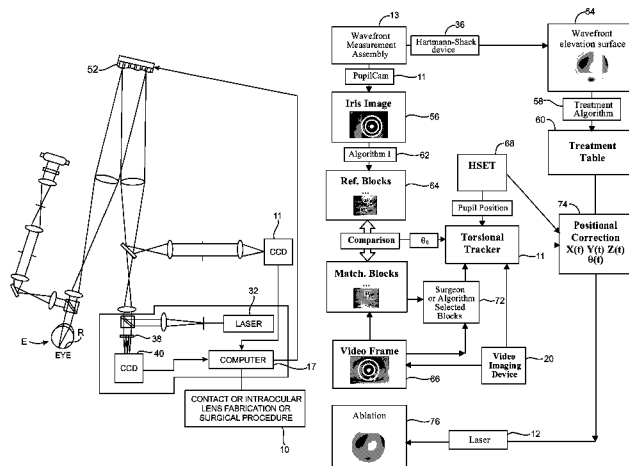 52
11
CCD
32
LASER
38
40
E
R
EYE
CCD
COMPUTER
17
CONTACT OR INTRAOCULAR
LENS FABRICATION OR
SURGICAL PROCEDURE
10
13
Wavefront
Measurement
Assembly
36
Hartmann-Shack
device
54
Wavefront
elevation surface
PupilCam
11
58
Treatment
Algorithm
Iris Image
56
60
Treatment
Table
Algorithm I
62
68
HSET
Ref. Blocks
64
Pupil Position
74
Positional
Correction
X(t) Y(t) Z(t)
θ(t)
Comparison
θ0
Torsional
Tracker
11
Match. Blocks
Surgeon
or Algorithm
Selected
Blocks
72
Video Frame
66
Video
Imaging
Device
20
Ablation
76
Laser
12